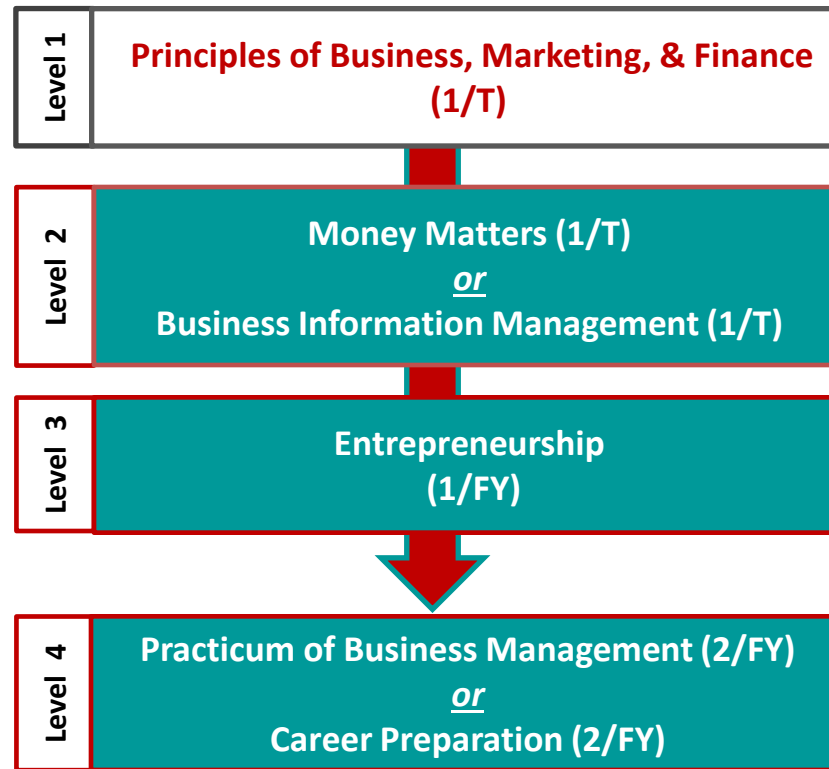 Level 1
Principles of Business, Marketing, & Finance
(1/T)
Level 2
Money Matters (1/T)
or
Business Information Management (1/T)
Level 3
Entrepreneurship
(1/FY)
Level 4
Practicum of Business Management (2/FY)
or
Career Preparation (2/FY)